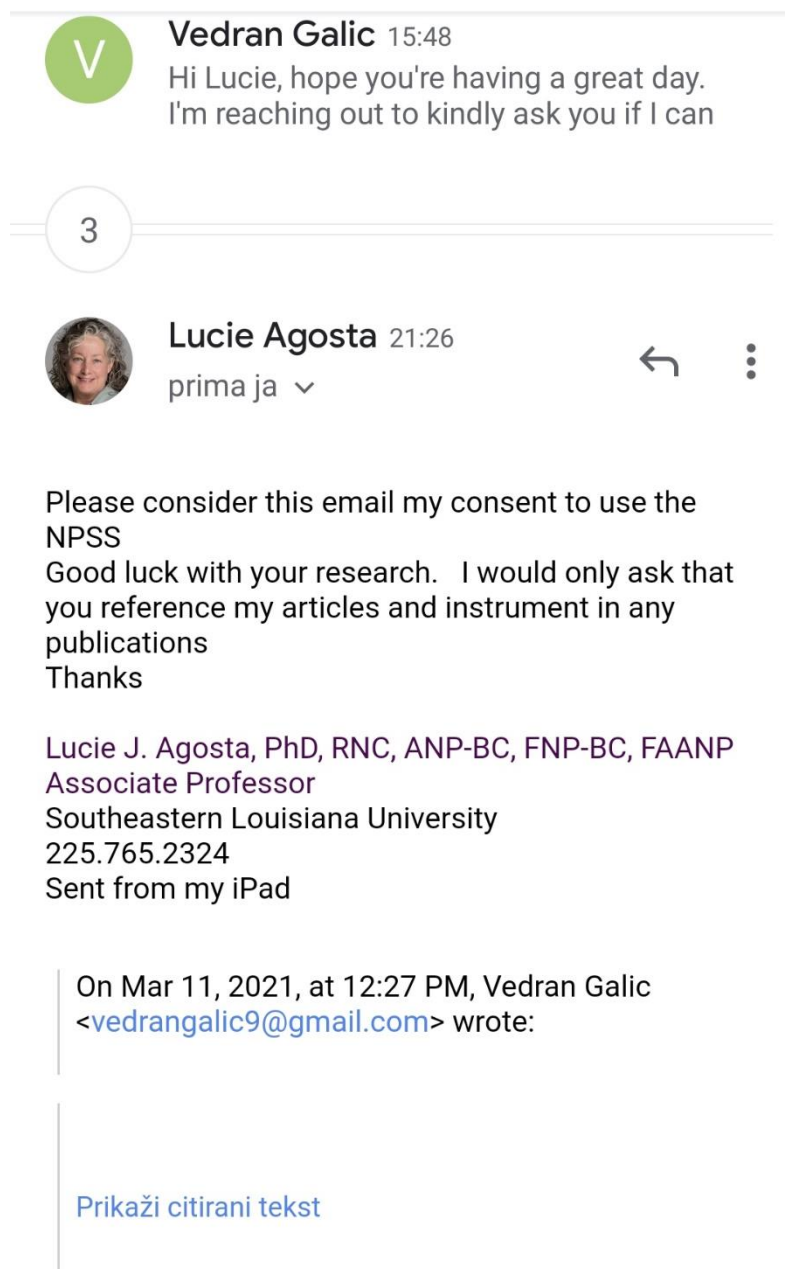 V
Vedran Galic 15:48
Hi Lucie, hope you're having a great day.
I'm reaching out to kindly ask you if I can
3
Lucie Agosta 21:26
prima ja
Please consider this email my consent to use the
NPSS
Good luck with your research.   I would only ask that
you reference my articles and instrument in any
publications
Thanks
Lucie J. Agosta, PhD, RNC, ANP-BC, FNP-BC, FAANP
Associate Professor
Southeastern Louisiana University
225.765.2324
Sent from my iPad
On Mar 11, 2021, at 12:27 PM, Vedran Galic
<vedrangalic9@gmail.com> wrote:
Prikaži citirani tekst